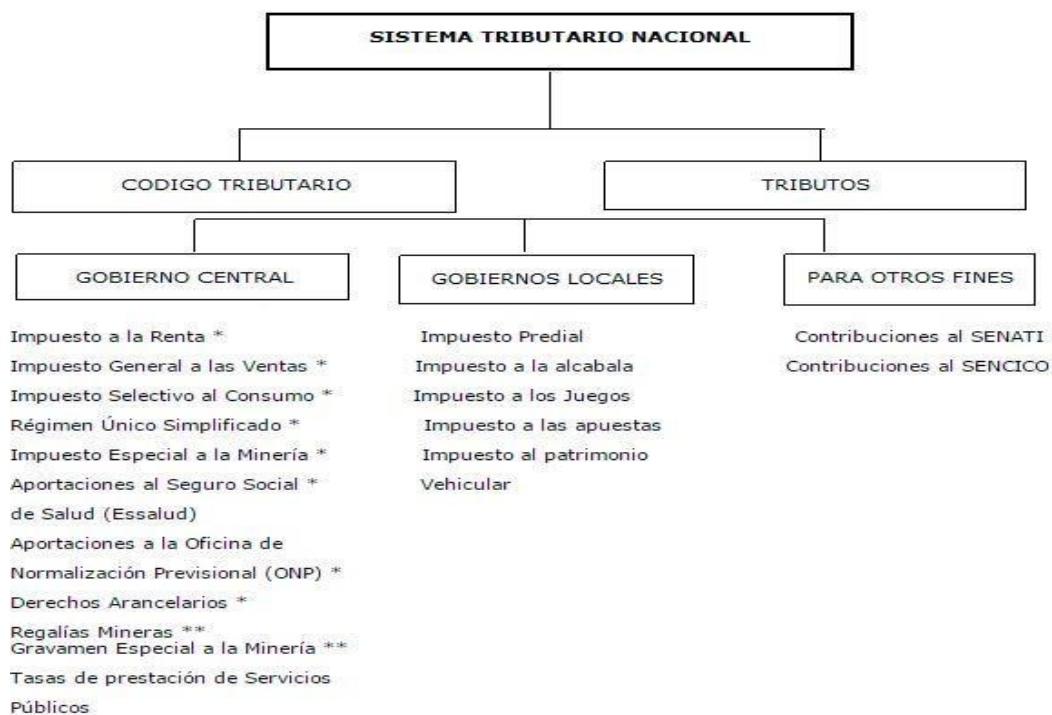 SISTEMA TRIBUTARIO NACIONAL
CODIGO TRIBUTARIO
TRIBUTOS
GOBIERNO CENTRAL
Impuesto a la Renta *
Impuesto General a las Ventas *
Impuesto Selectivo al Consumo *
Régimen Único Simplificado *
Impuesto Especial a la Minería *
Aportaciones al Seguro Social *
de Salud (Essalud)
Aportaciones a la Oficina de
Normalización Previsional (ONP) *
Derechos Arancelarios *
Regalías Mineras **
Gravamen Especial a la Minería **
Tasas de prestación de Servicios
Públicos
GOBIERNOS LOCALES
Impuesto Predial
Impuesto a la alcabala
Impuesto a los Juegos
Impuesto a las apuestas
Impuesto al patrimonio
Vehicular
PARA OTROS FINES
Contribuciones al SENATI
Contribuciones al SENCICO